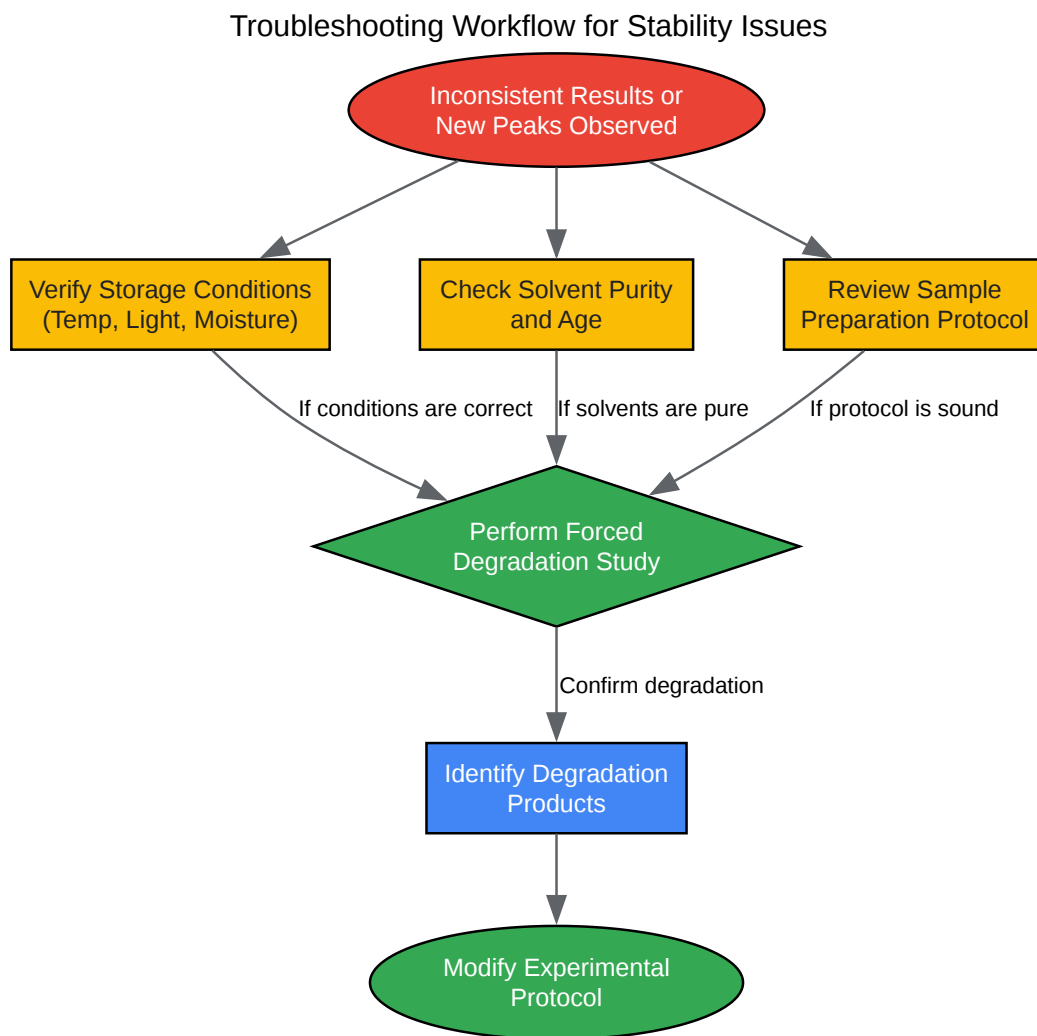 Troubleshooting Workflow for Stability Issues
Inconsistent Results or
New Peaks Observed
Verify Storage Conditions
(Temp, Light, Moisture)
Check Solvent Purity
and Age
Review Sample
Preparation Protocol
If conditions are correct
If solvents are pure
If protocol is sound
Perform Forced
Degradation Study
Confirm degradation
Identify Degradation
Products
Modify Experimental
Protocol